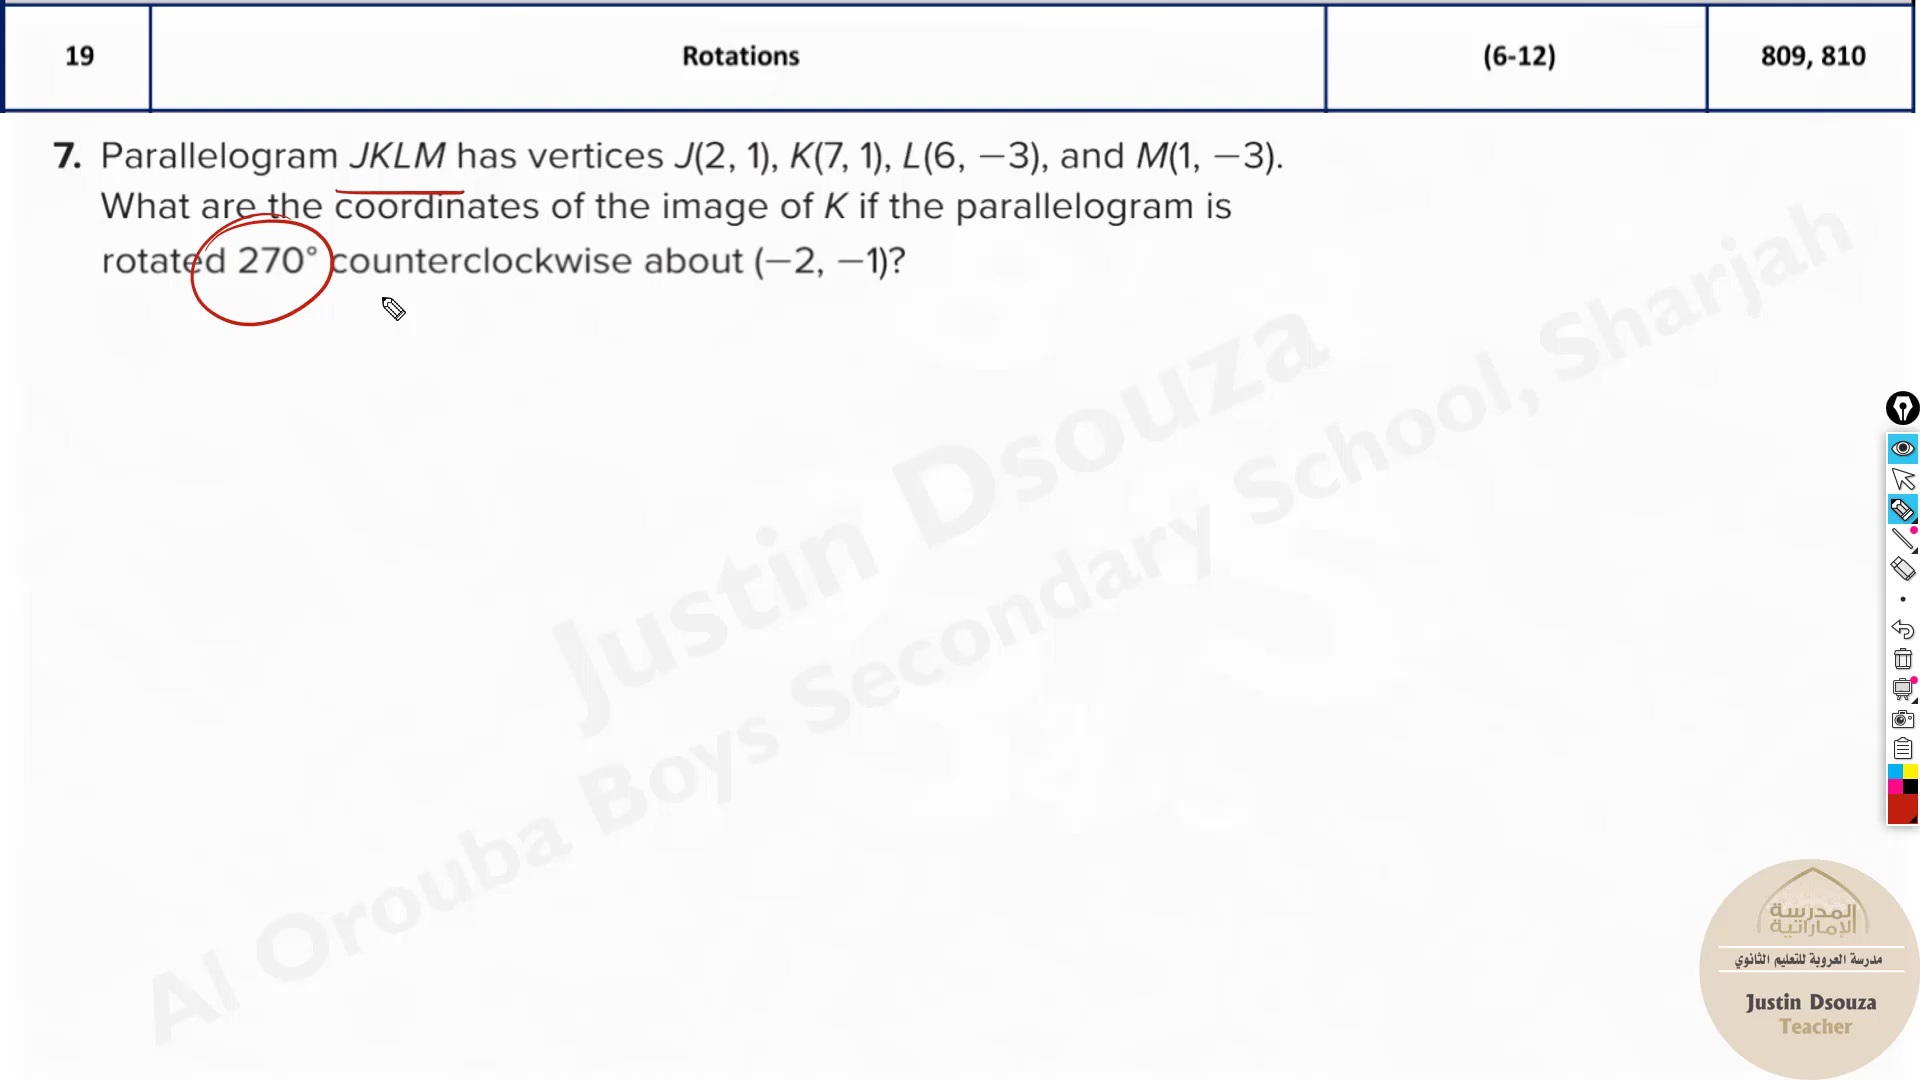 19 Rotations (6-12) 809, 810
7. Parallelogram JKLM has vertices J(2, 1), K(7, 1), L(6, −3), and M(1, −3).
What are the coordinates of the image of K if the parallelogram is
rotated 270° counterclockwise about (−2, −1)?
Justin Dsouza
Al Orouba Boys Secondary School, Sharjah
المدرسة
الإماراتية
مدرسة العروبة للتعليم الثانوي
Justin Dsouza
Teacher